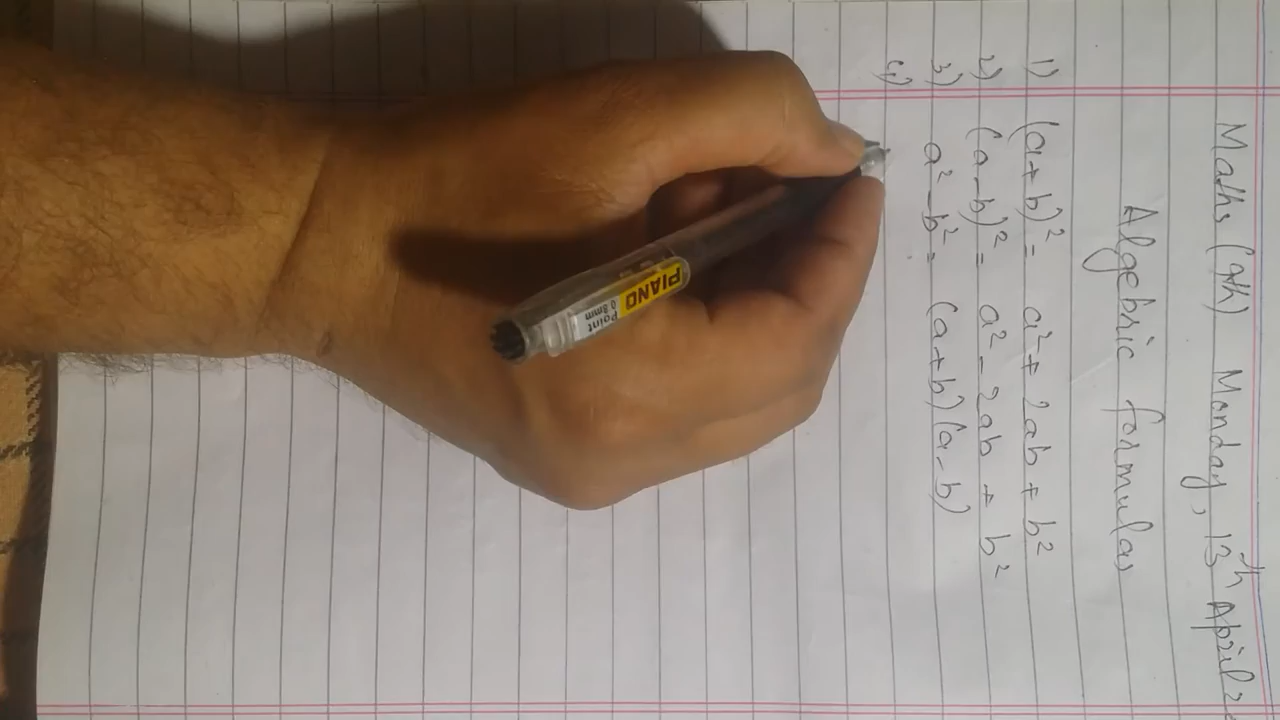 Maths (9th) Monday, 13th April
Algebric formulas
1) (a+b)² = a² + 2ab + b²
2) (a-b)² = a² - 2ab + b²
3) a² - b² = (a+b)(a-b)
4)
PIANO
Point
0.8mm